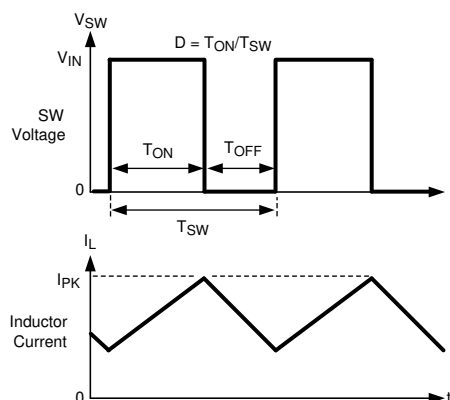 VSW
D = TON/TSW
VIN
SW
Voltage
TON
TOFF
0
TSW
IL
IPK
Inductor
Current
0
t